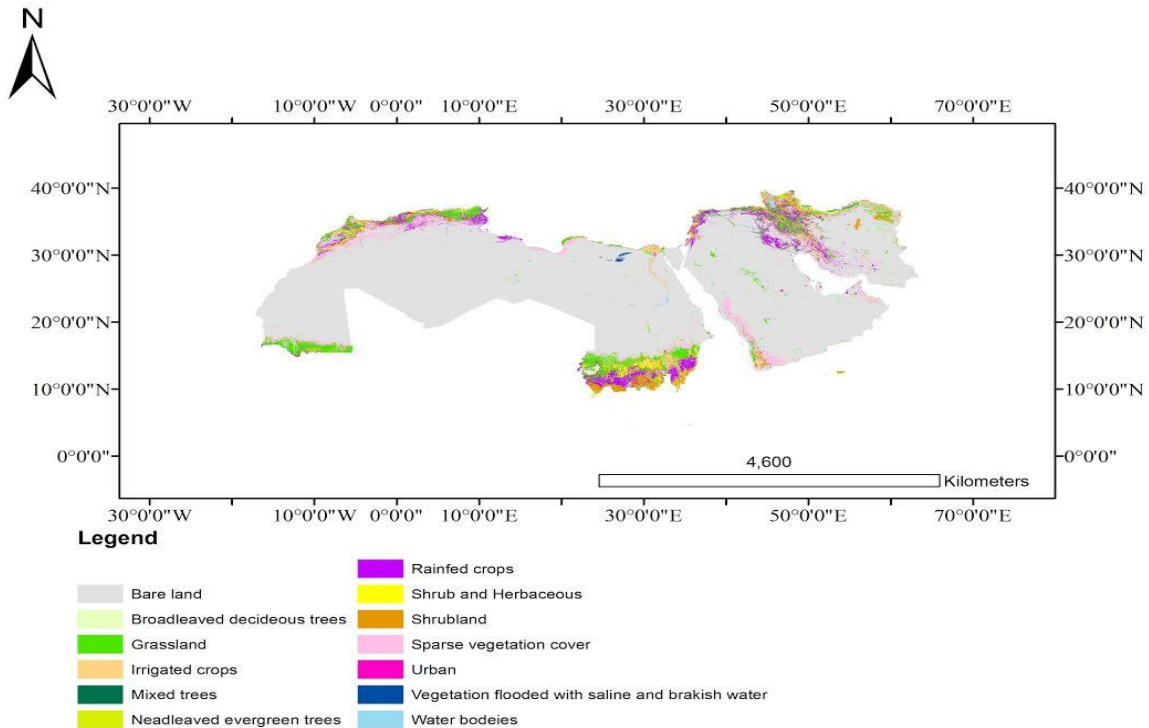 N
30°0'0"W 10°0'0"W 0°0'0" 10°0'0"E 30°0'0"E 50°0'0"E 70°0'0"E
40°0'0"N 40°0'0"N
30°0'0"N 30°0'0"N
20°0'0"N 20°0'0"N
10°0'0"N 10°0'0"N
0°0'0" 0°0'0"
4,600
Kilometers
30°0'0"W 10°0'0"W 0°0'0" 10°0'0"E 30°0'0"E 50°0'0"E 70°0'0"E
Legend
Bare land
Broadleaved decideous trees
Grassland
Irrigated crops
Mixed trees
Neadleaved evergreen trees
Rainfed crops
Shrub and Herbaceous
Shrubland
Sparse vegetation cover
Urban
Vegetation flooded with saline and brakish water
Water bodeies